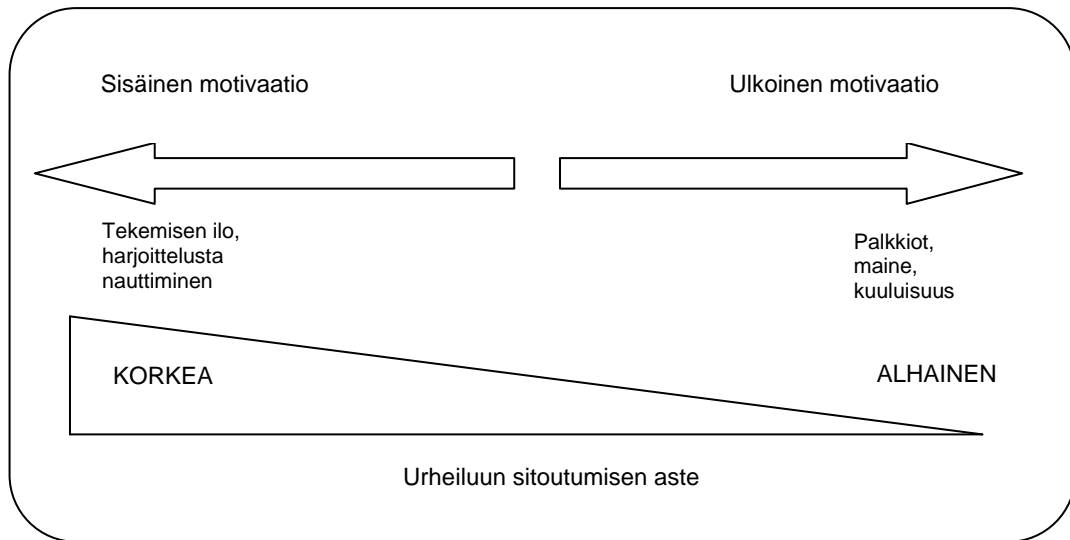 Sisäinen motivaatio
Ulkoinen motivaatio
Tekemisen ilo,
harjoittelusta
nauttiminen
Palkkiot,
maine,
kuuluisuus
KORKEA
ALHAINEN
Urheiluun sitoutumisen aste